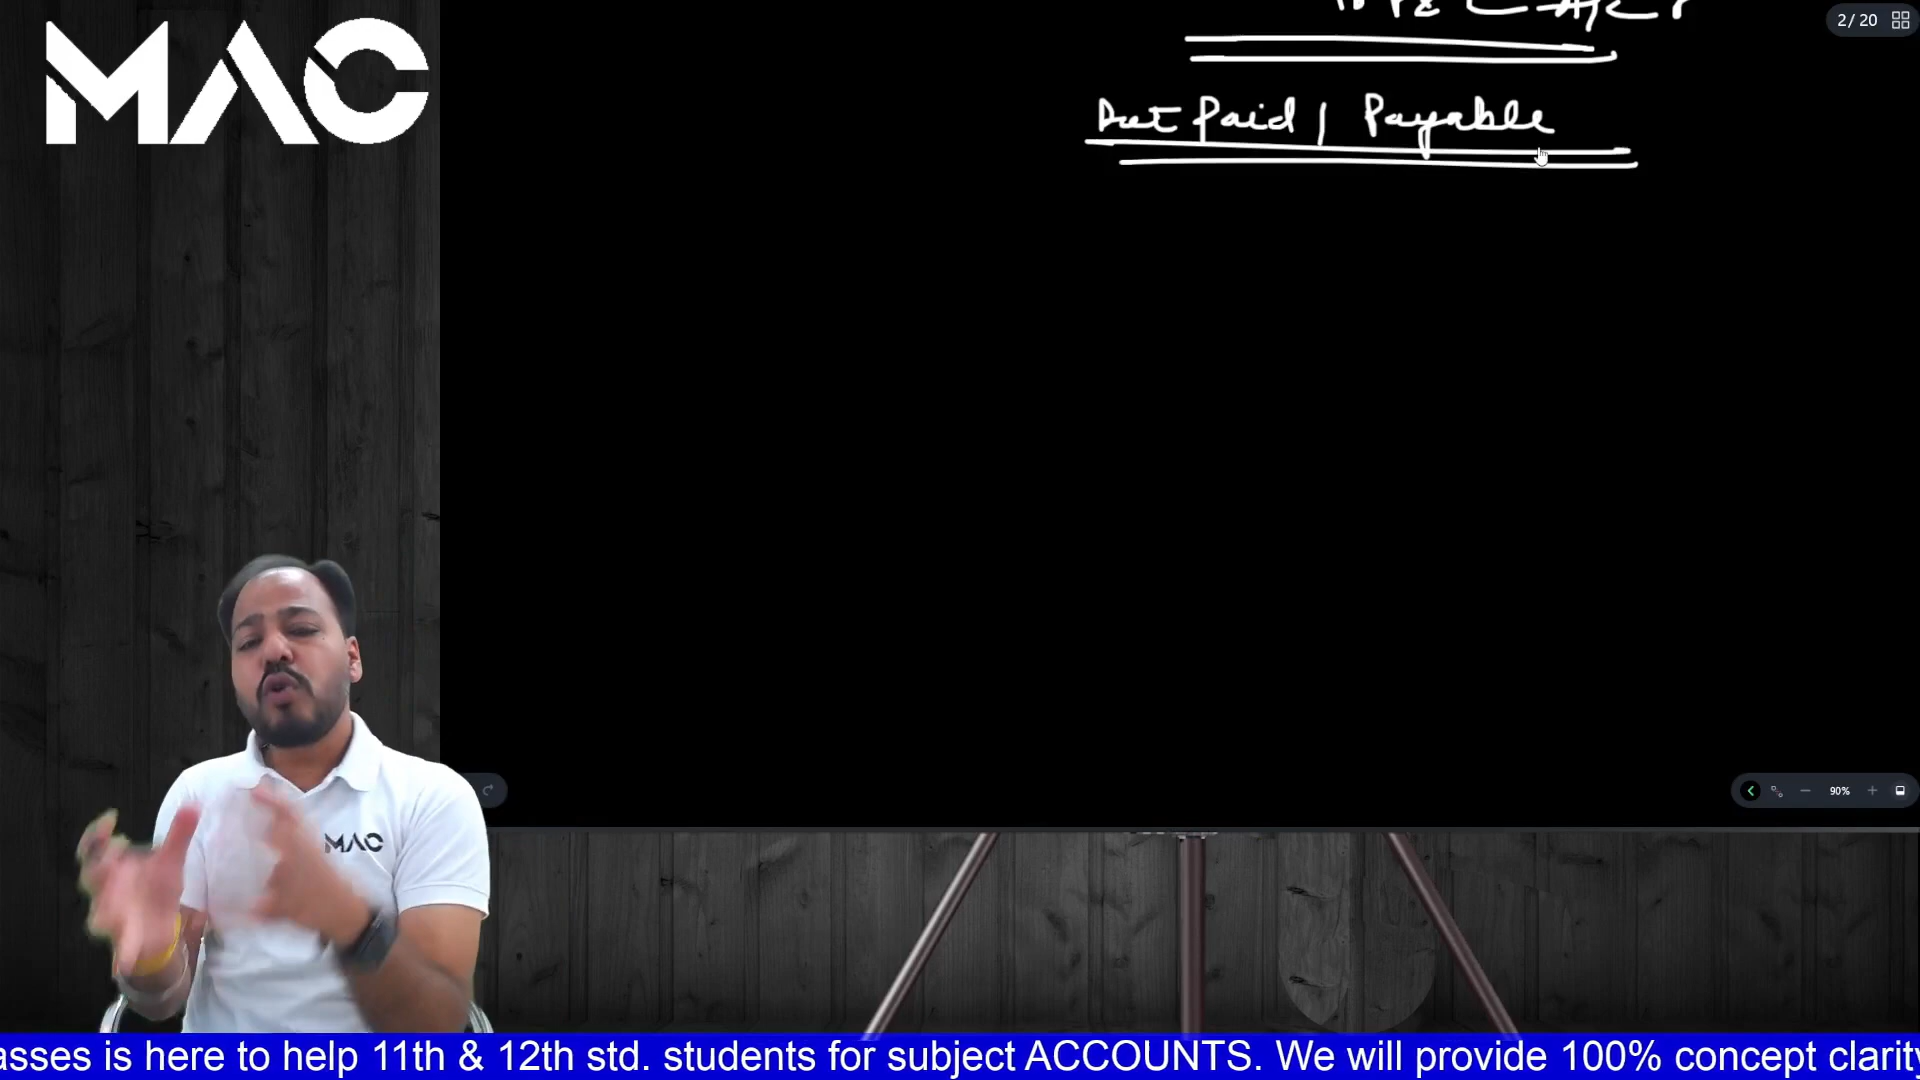 MAC
2/20
Amt Paid / Payable
MAC
90%
asses is here to help 11th & 12th std. students for subject ACCOUNTS. We will provide 100% concept clarity